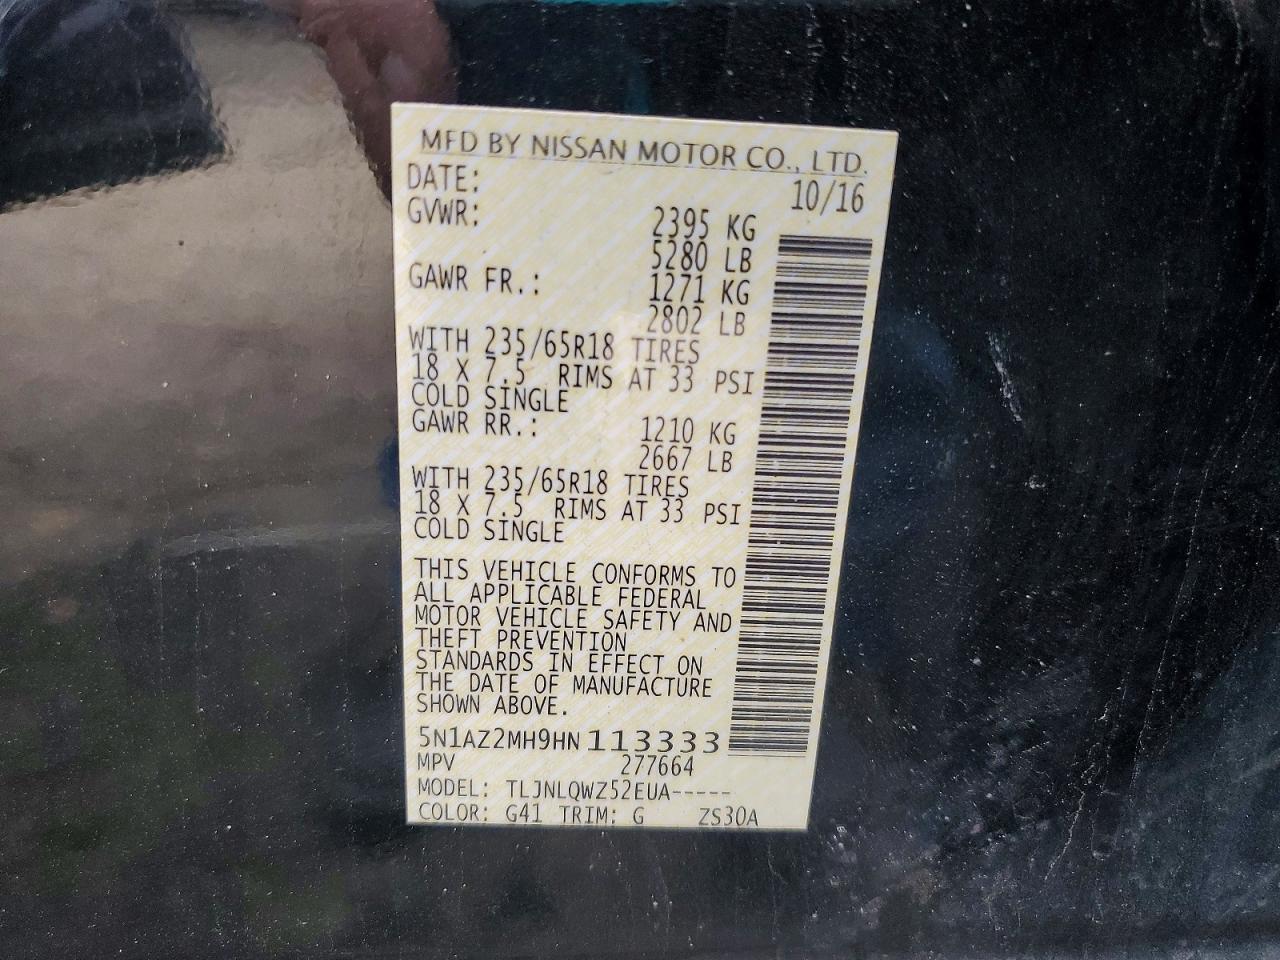 MFD BY NISSAN MOTOR CO., LTD.
DATE: 10/16
GVWR: 2395 KG
5280 LB
GAWR FR.: 1271 KG
2802 LB
WITH 235/65R18 TIRES
18 X 7.5 RIMS AT 33 PSI
COLD SINGLE
GAWR RR.: 1210 KG
2667 LB
WITH 235/65R18 TIRES
18 X 7.5 RIMS AT 33 PSI
COLD SINGLE
THIS VEHICLE CONFORMS TO
ALL APPLICABLE FEDERAL
MOTOR VEHICLE SAFETY AND
THEFT PREVENTION
STANDARDS IN EFFECT ON
THE DATE OF MANUFACTURE
SHOWN ABOVE.
5N1AZ2MH9HN113333
MPV 277664
MODEL: TLJNLQWZ52EUA-----
COLOR: G41 TRIM: G ZS30A